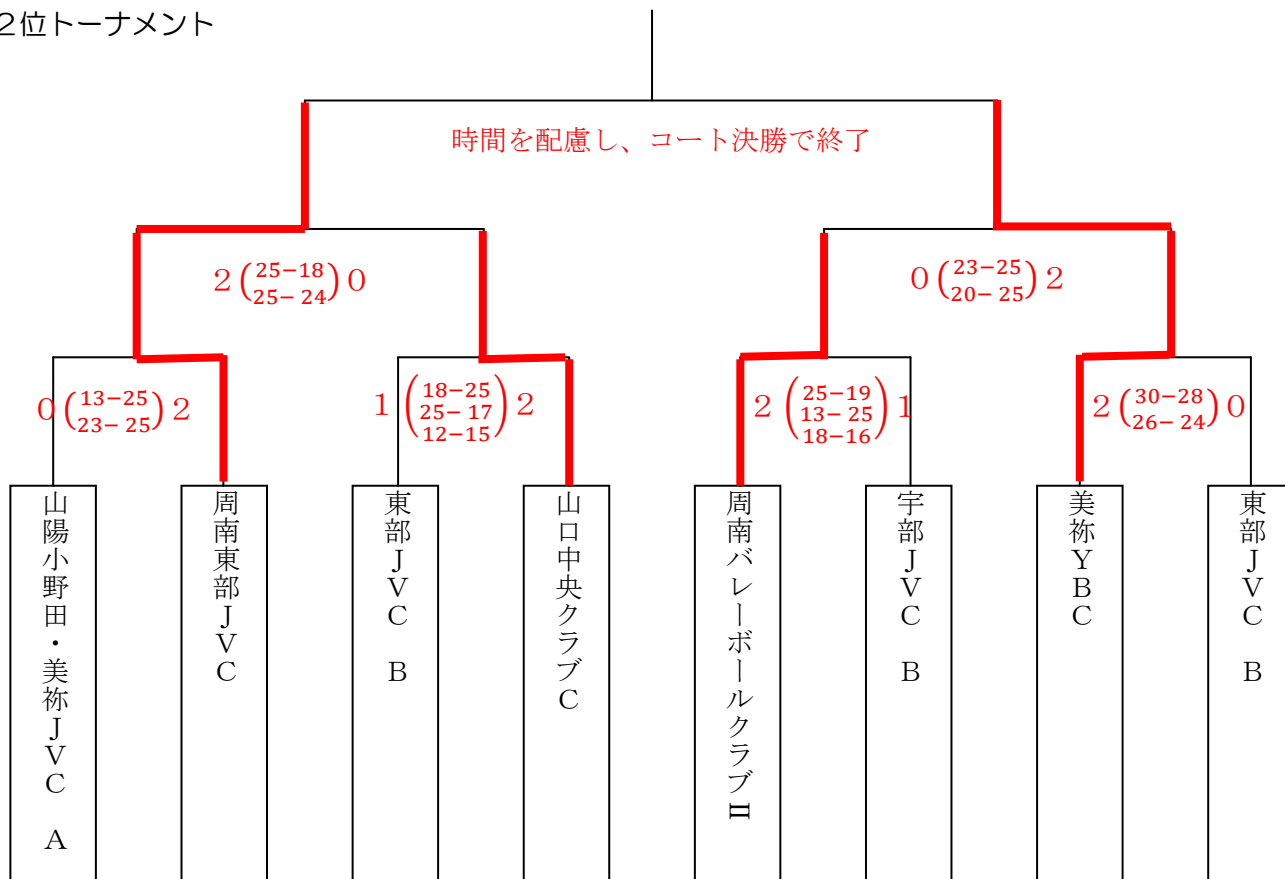 2位トーナメント
時間を配慮し、コート決勝で終了
2(25-18 25-24)0
0(23-25 20-25)2
0(13-25 23-25)2
1(18-25 25-17 12-15)2
2(25-19 13-25 18-16)1
2(30-28 26-24)0
山陽小野田・美祢JVC A
周南東部JVC
東部JVC B
山口中央クラブC
周南バレーボールクラブⅡ
宇部JVC B
美祢YBC
東部JVC B